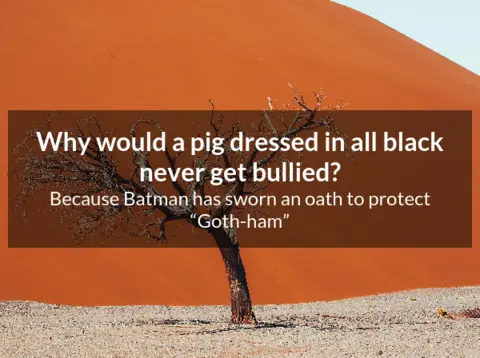 Why would a pig dressed in all black
never get bullied?
Because Batman has sworn an oath to protect
“Goth-ham”